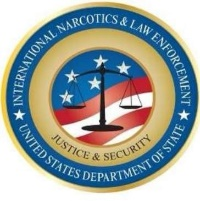 INTERNATIONAL NARCOTICS & LAW ENFORCEMENT
JUSTICE & SECURITY
UNITED STATES DEPARTMENT OF STATE